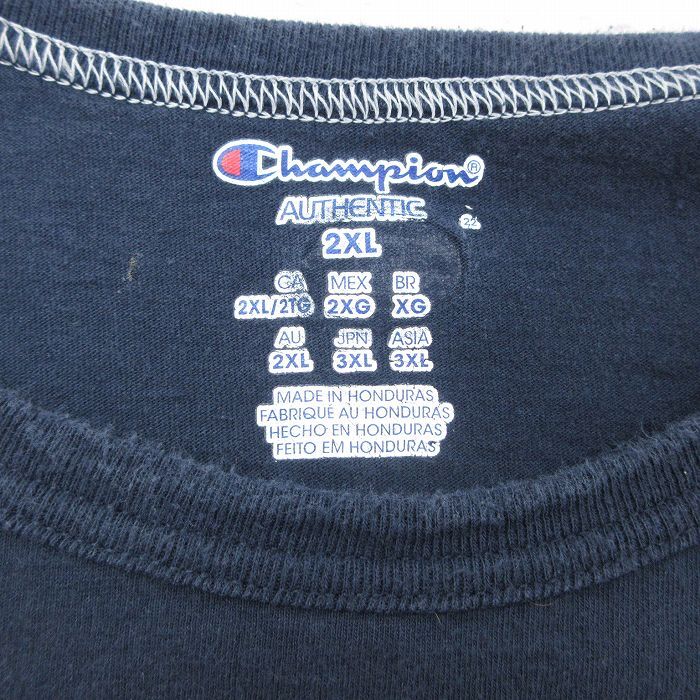 Champion®
AUTHENTIC
22
2XL
CA MEX BR
2XL/2TG 2XG XG
AU JPN ASIA
2XL 3XL 3XL
MADE IN HONDURAS
FABRIQUÉ AU HONDURAS
HECHO EN HONDURAS
FEITO EM HONDURAS